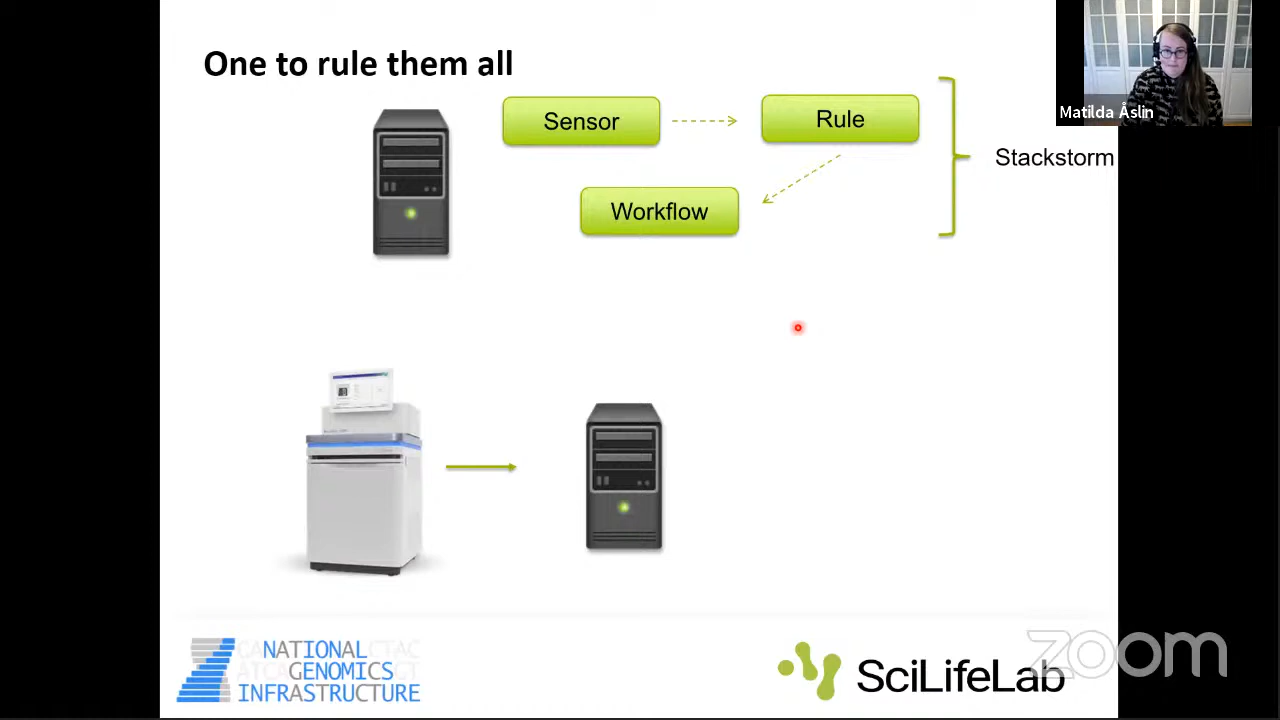 One to rule them all
Sensor
Rule
Matilda Åslin
Stackstorm
Workflow
NATIONAL
GENOMICS
INFRASTRUCTURE
SciLifeLab
zoom